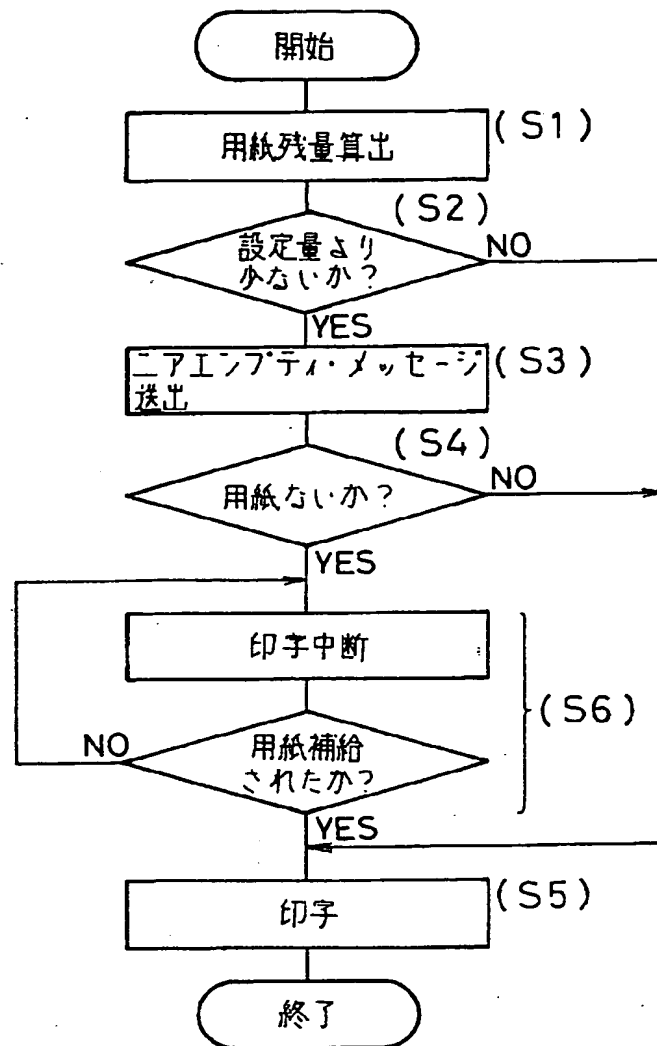 開始
用紙残量算出
(S1)
(S2)
設定量より
少ないか?
NO
YES
ニアエンプティ・メッセージ
送出
(S3)
(S4)
用紙ないか?
NO
YES
印字中断
(S6)
用紙補給
されたか?
NO
YES
印字
(S5)
終了